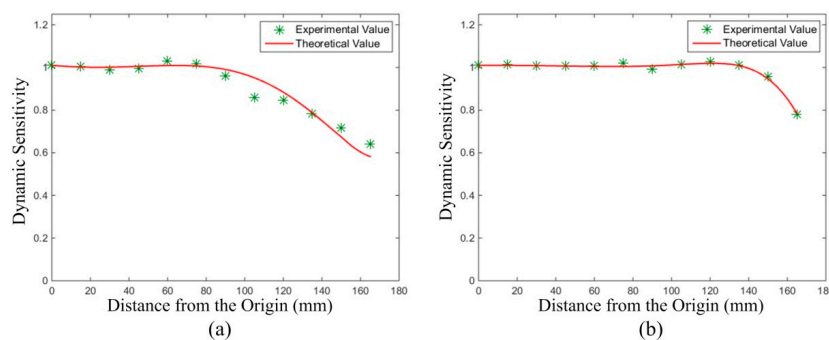 1.2
1.0
0.8
0.6
0.4
0.2
0
Dynamic Sensitivity
Experimental Value
Theoretical Value
0 20 40 60 80 100 120 140 160 180
Distance from the Origin (mm)
(a)
1.2
1.0
0.8
0.6
0.4
0.2
0
Dynamic Sensitivity
Experimental Value
Theoretical Value
0 20 40 60 80 100 120 140 160 180
Distance from the Origin (mm)
(b)